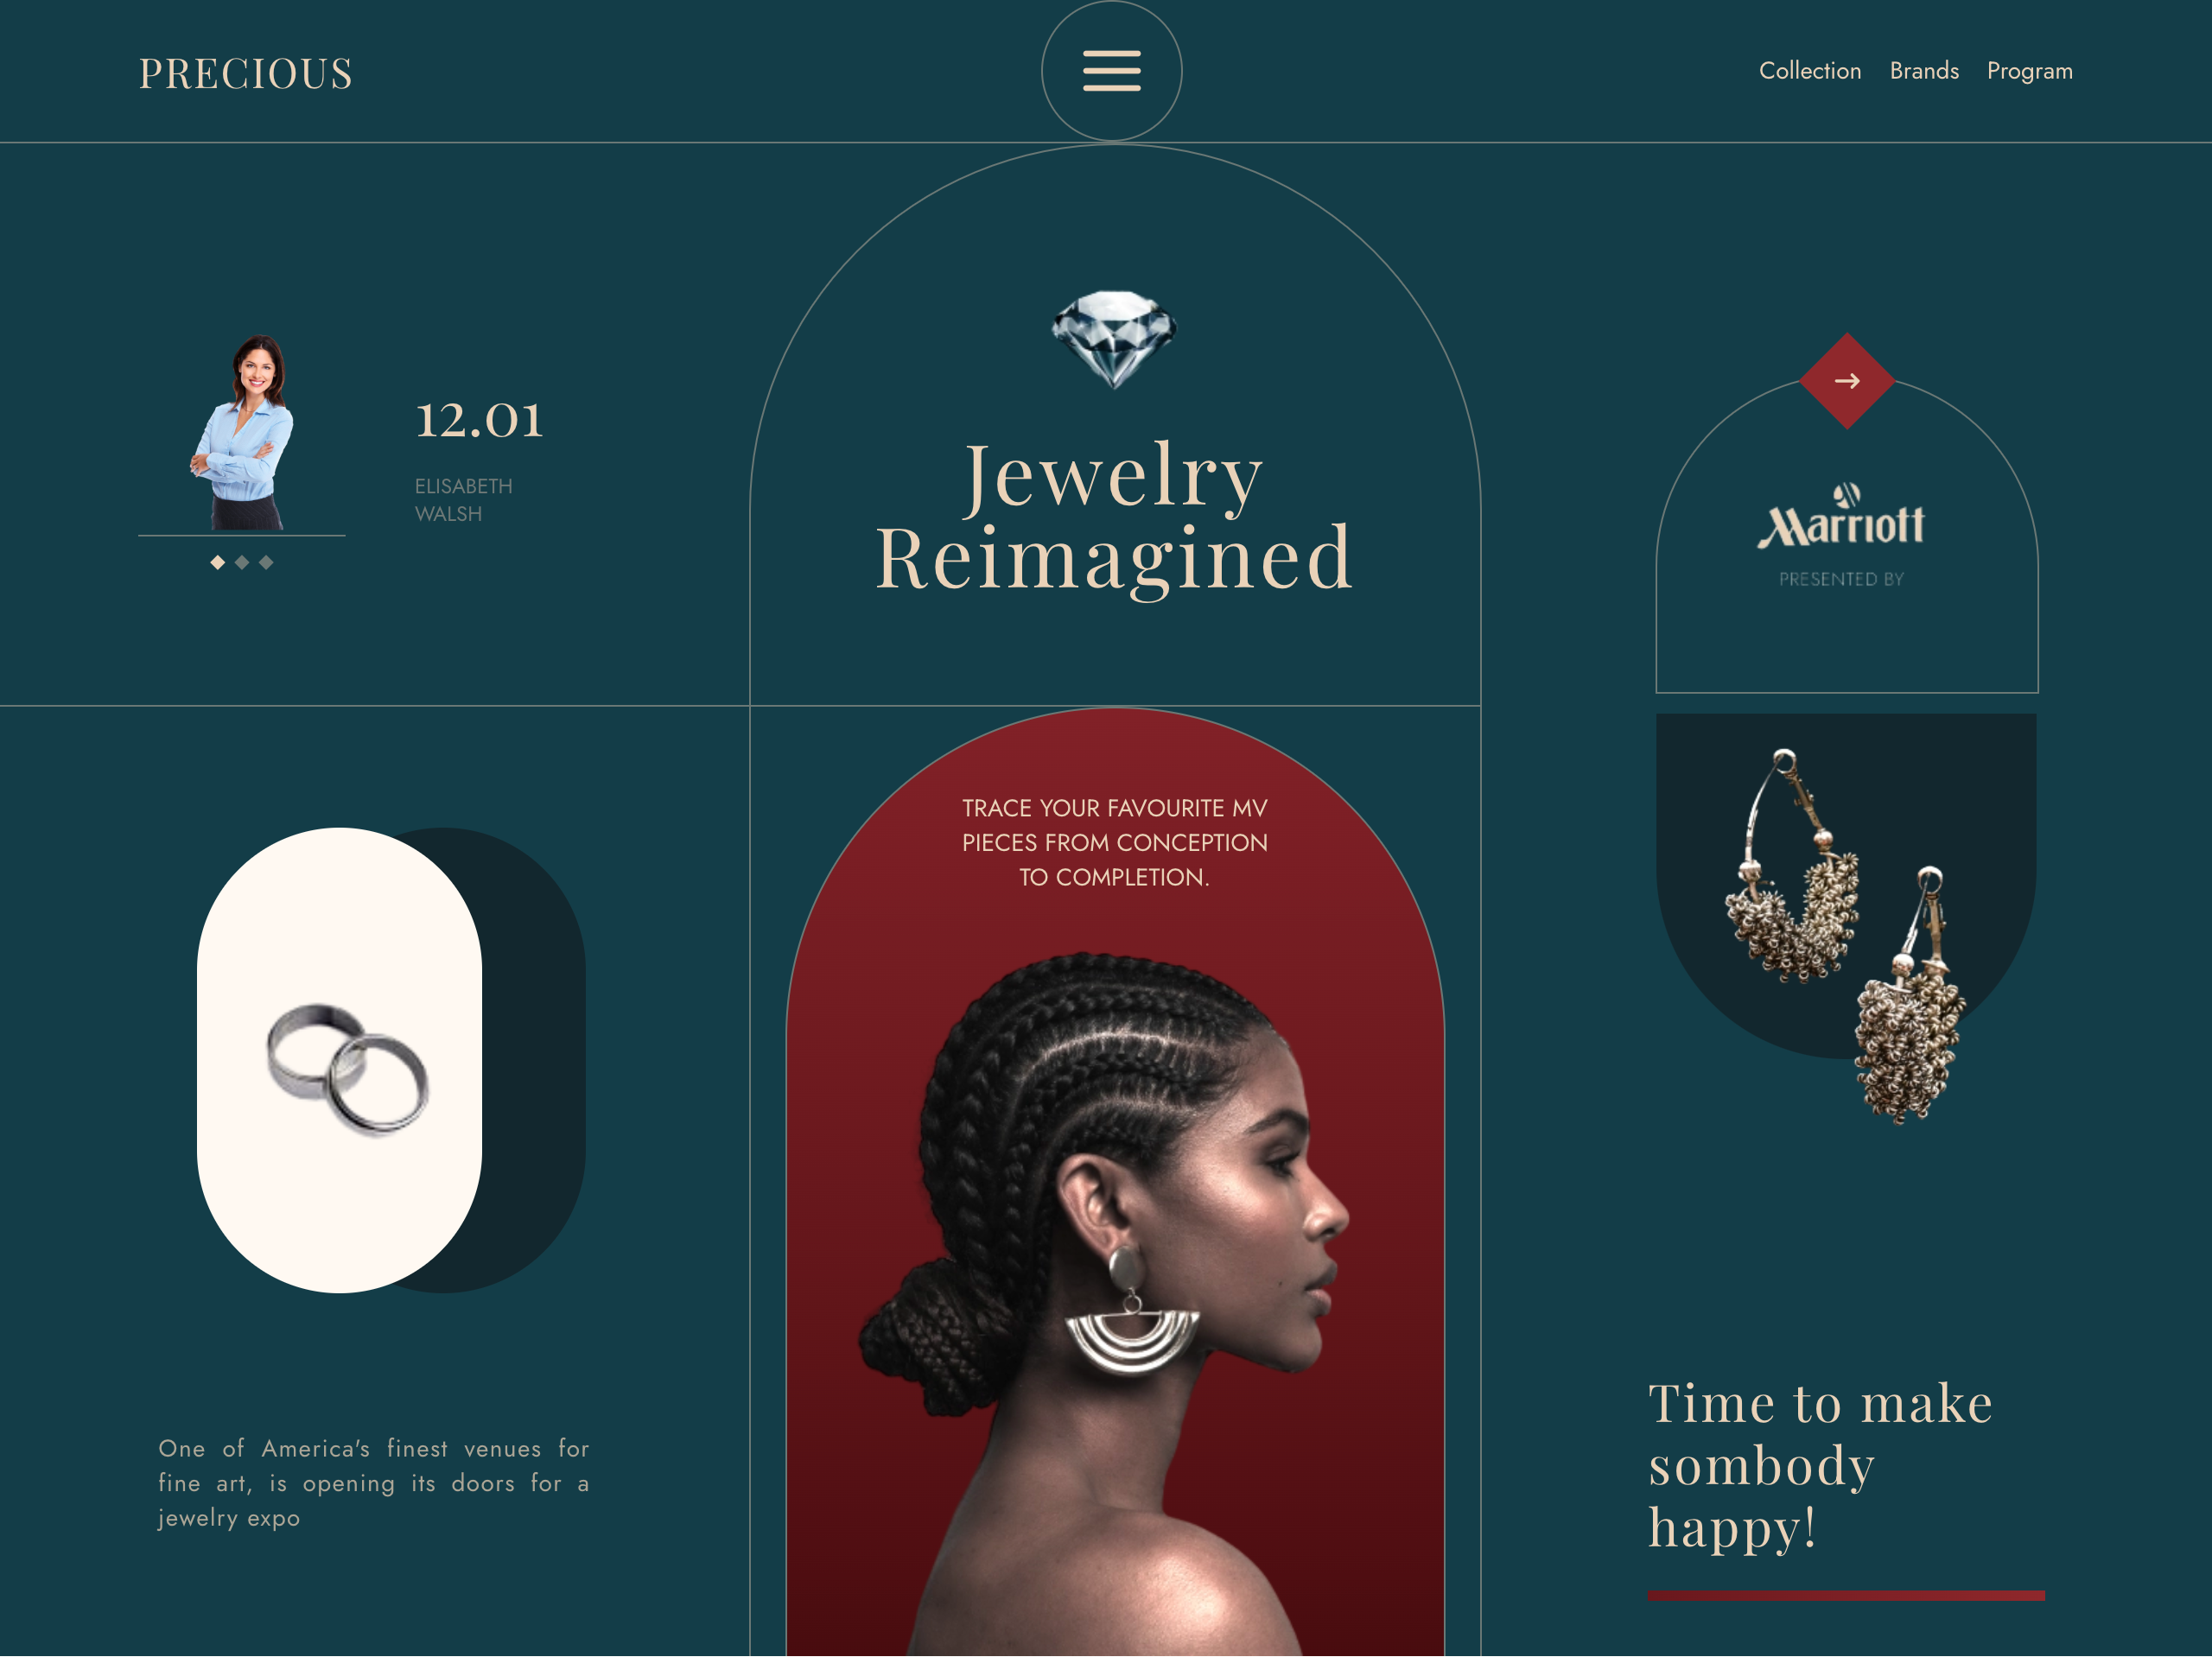 PRECIOUS
Collection Brands Program
12.01
ELISABETH
WALSH
Jewelry
Reimagined
Marriott
PRESENTED BY
TRACE YOUR FAVOURITE MV
PIECES FROM CONCEPTION
TO COMPLETION.
One of America's finest venues for
fine art, is opening its doors for a
jewelry expo
Time to make
sombody
happy!